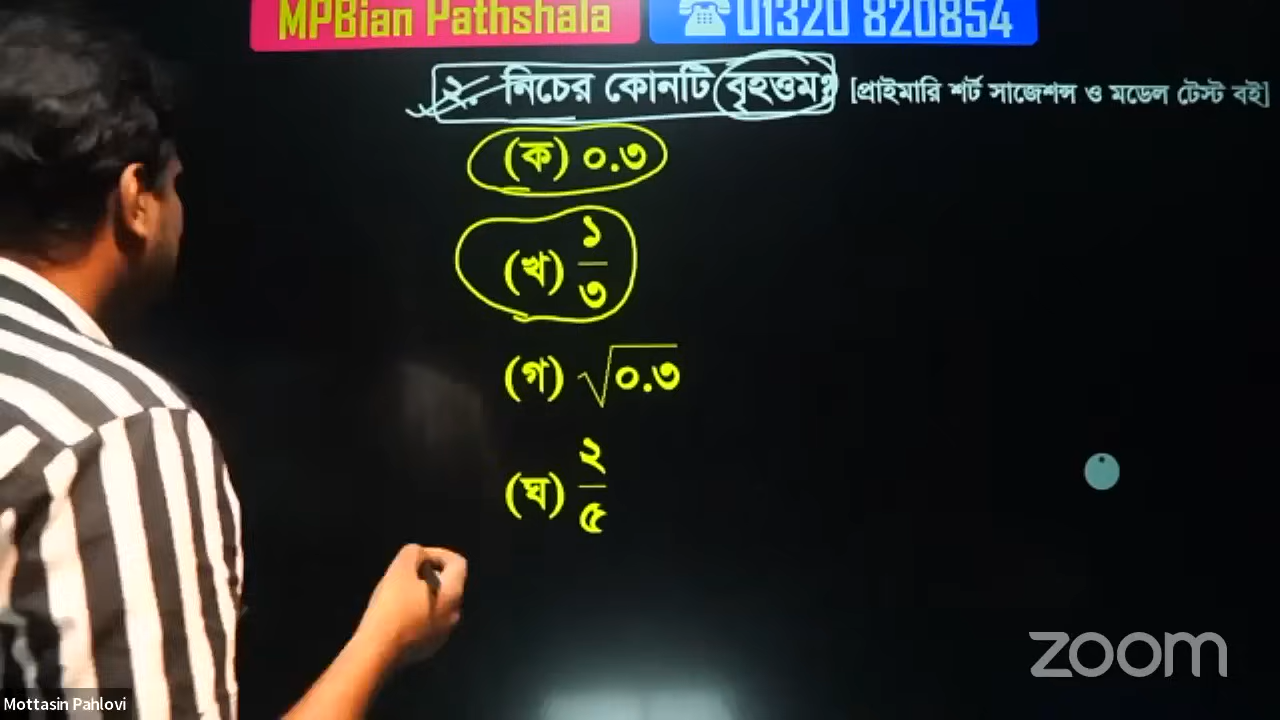 MPBian Pathshala ☎01320 820854
২. নিচের কোনটি বৃহত্তম? [প্রাইমারি শর্ট সাজেশন্স ও মডেল টেস্ট বই]
(ক) ০.৩
(খ) ১/৩
(গ) √০.৩
(ঘ) ২/৫
zoom
Mottasin Pahlovi